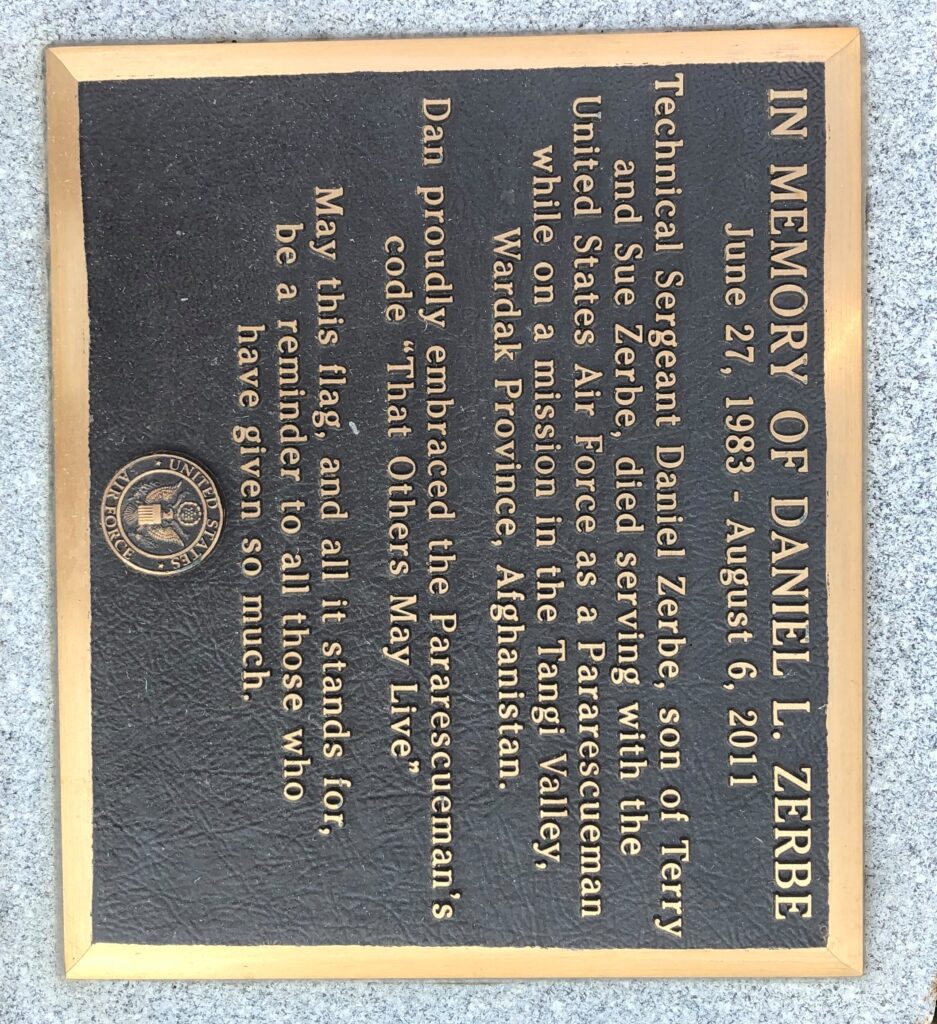 IN MEMORY OF DANIEL L. ZERBE
June 27, 1983 - August 6, 2011
Technical Sergeant Daniel Zerbe, son of Terry
and Sue Zerbe, died serving with the
United States Air Force as a Pararescueman
while on a mission in the Tangi Valley,
Wardak Province, Afghanistan.
Dan proudly embraced the Pararescueman's
code "That Others May Live"
May this flag, and all it stands for,
be a reminder to all those who
have given so much.
UNITED STATES
AIR FORCE